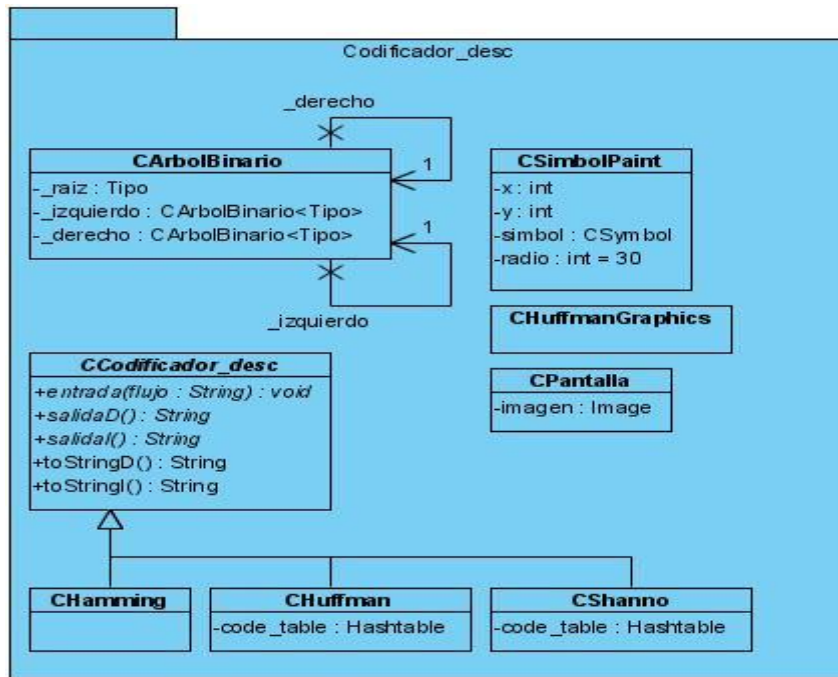 Codificador_desc
_derecho
CArbolBinario
-_raiz : Tipo
-_izquierdo : CArbolBinario<Tipo>
-_derecho : CArbolBinario<Tipo>
1
1
_izquierdo
CSimbolPaint
-x : int
-y : int
-simbol : CSymbol
-radio : int = 30
CHuffmanGraphics
CPantalla
-imagen : Image
CCodificador_desc
+entrada(flujo : String) : void
+salidaD() : String
+salidaI() : String
+toStringD() : String
+toStringI() : String
CHamming
CHuffman
-code_table : Hashtable
CShanno
-code_table : Hashtable